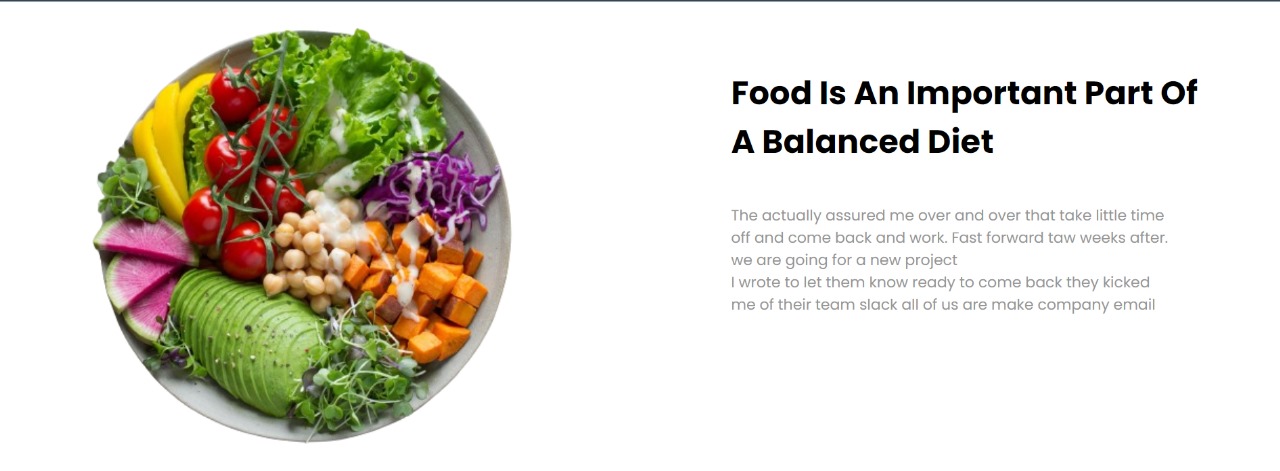 Food Is An Important Part Of
A Balanced Diet
The actually assured me over and over that take little time
off and come back and work. Fast forward taw weeks after.
we are going for a new project
I wrote to let them know ready to come back they kicked
me of their team slack all of us are make company email